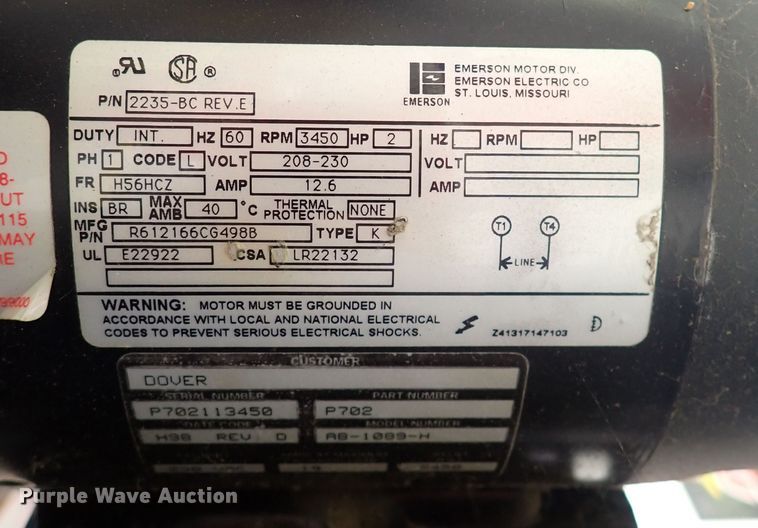 RU ® SA ®
EMERSON
EMERSON MOTOR DIV.
EMERSON ELECTRIC CO
ST. LOUIS, MISSOURI
P/N 2235-BC REV.E
DUTY INT. HZ 60 RPM 3450 HP 2 HZ RPM HP
PH 1 CODE L VOLT 208-230 VOLT
FR H56HCZ AMP 12.6 AMP
INS BR MAX AMB 40 °C THERMAL PROTECTION NONE
MFG P/N R612166CG498B TYPE K
T1 T4
LINE
UL E22922 CSA LR22132
WARNING: MOTOR MUST BE GROUNDED IN
ACCORDANCE WITH LOCAL AND NATIONAL ELECTRICAL
CODES TO PREVENT SERIOUS ELECTRICAL SHOCKS.
Z41317147103 D
CUSTOMER
DOVER
SERIAL NUMBER PART NUMBER
P702113450 P702
DATE CODE MODEL NUMBER
H98 REV D AB-1089-H
D
8-
UT
115
MAY
RE
Purple Wave Auction